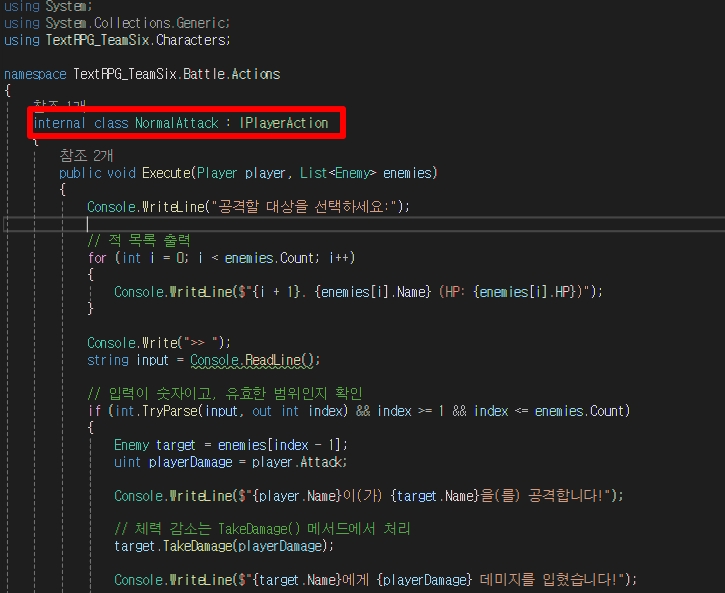 using System;
using System.Collections.Generic;
using TextRPG_TeamSix.Characters;
namespace TextRPG_TeamSix.Battle.Actions
{
참조 1개
internal class NormalAttack : IPlayerAction
{
참조 2개
public void Execute(Player player, List<Enemy> enemies)
{
Console.WriteLine("공격할 대상을 선택하세요:");
// 적 목록 출력
for (int i = 0; i < enemies.Count; i++)
{
Console.WriteLine($"{i + 1}. {enemies[i].Name} (HP: {enemies[i].HP})");
}
Console.Write(">> ");
string input = Console.ReadLine();
// 입력이 숫자이고, 유효한 범위인지 확인
if (int.TryParse(input, out int index) && index >= 1 && index <= enemies.Count)
{
Enemy target = enemies[index - 1];
uint playerDamage = player.Attack;
Console.WriteLine($"{player.Name}이(가) {target.Name}을(를) 공격합니다!");
// 체력 감소는 TakeDamage() 메서드에서 처리
target.TakeDamage(playerDamage);
Console.WriteLine($"{target.Name}에게 {playerDamage} 데미지를 입혔습니다!");